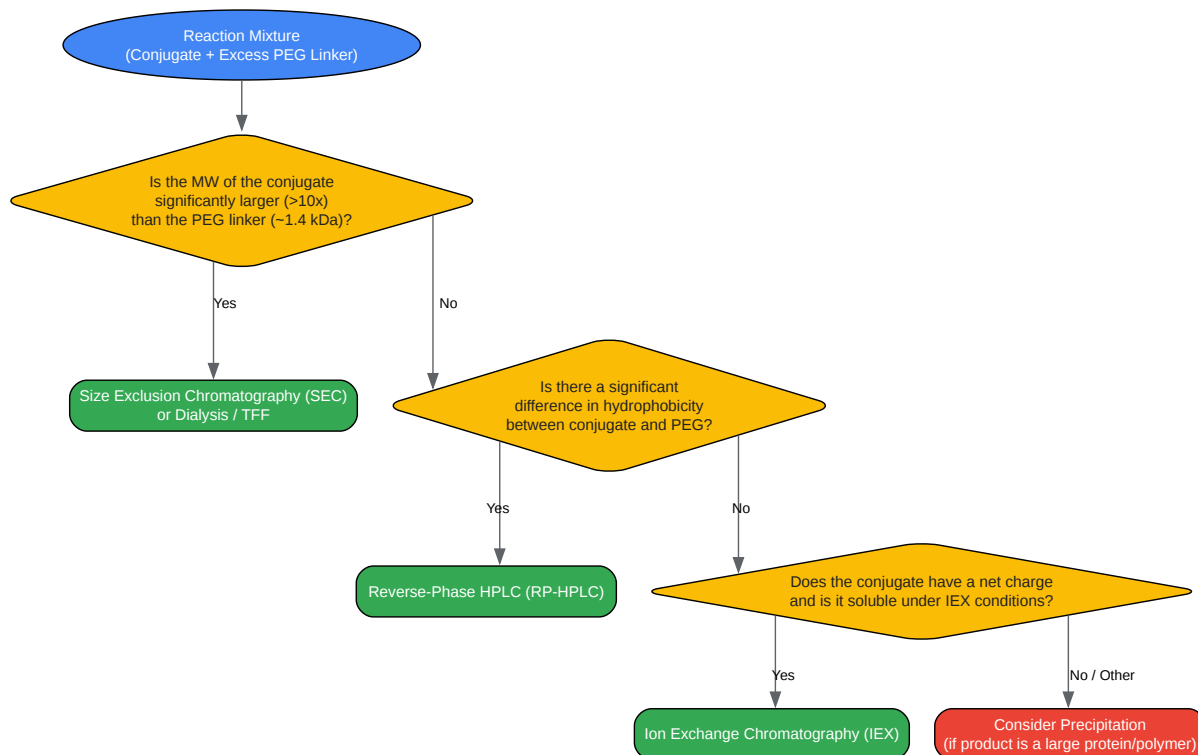 Reaction Mixture
(Conjugate + Excess PEG Linker)
Is the MW of the conjugate
significantly larger (>10x)
than the PEG linker (~1.4 kDa)?
Yes
No
Size Exclusion Chromatography (SEC)
or Dialysis / TFF
Is there a significant
difference in hydrophobicity
between conjugate and PEG?
Yes
No
Reverse-Phase HPLC (RP-HPLC)
Does the conjugate have a net charge
and is it soluble under IEX conditions?
Yes
No / Other
Ion Exchange Chromatography (IEX)
Consider Precipitation
(if product is a large protein/polymer)